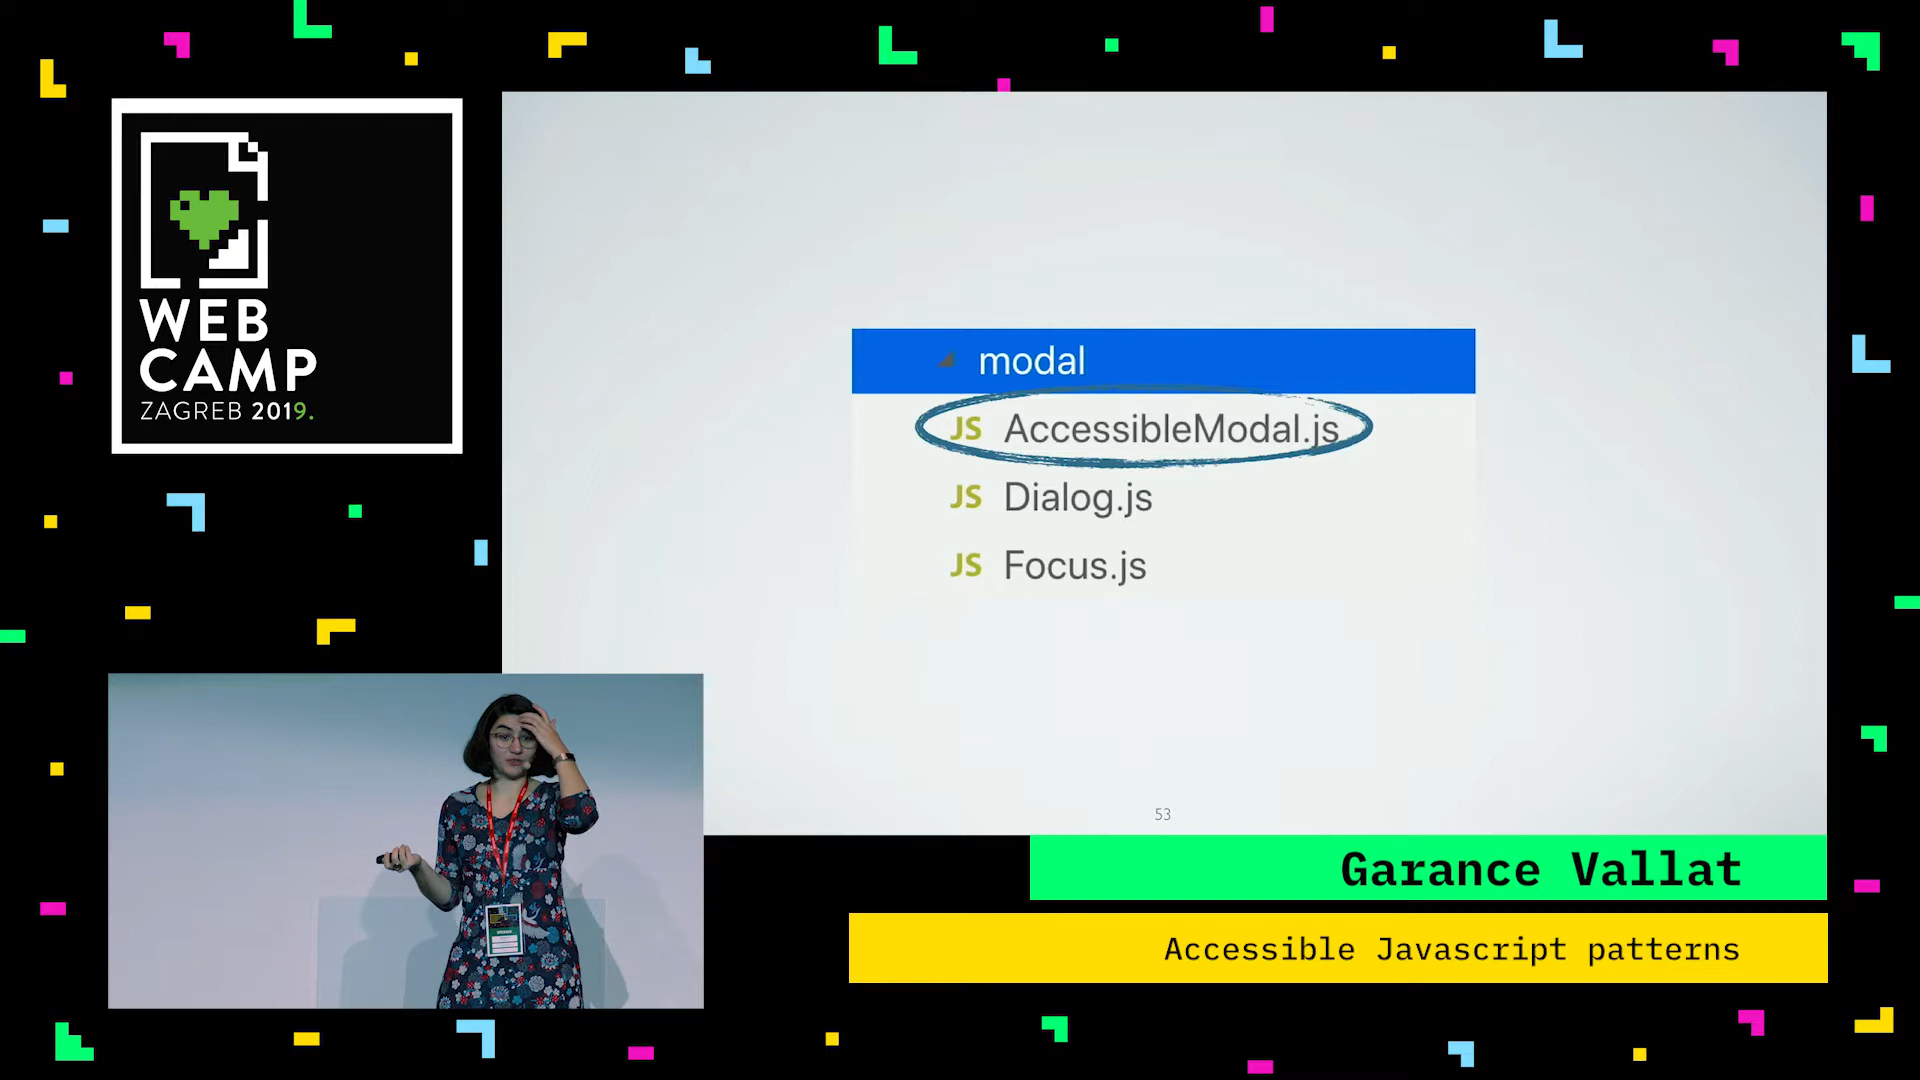 WEB
CAMP
ZAGREB 2019.
modal
JS AccessibleModal.js
JS Dialog.js
JS Focus.js
53
Garance Vallat
Accessible Javascript patterns